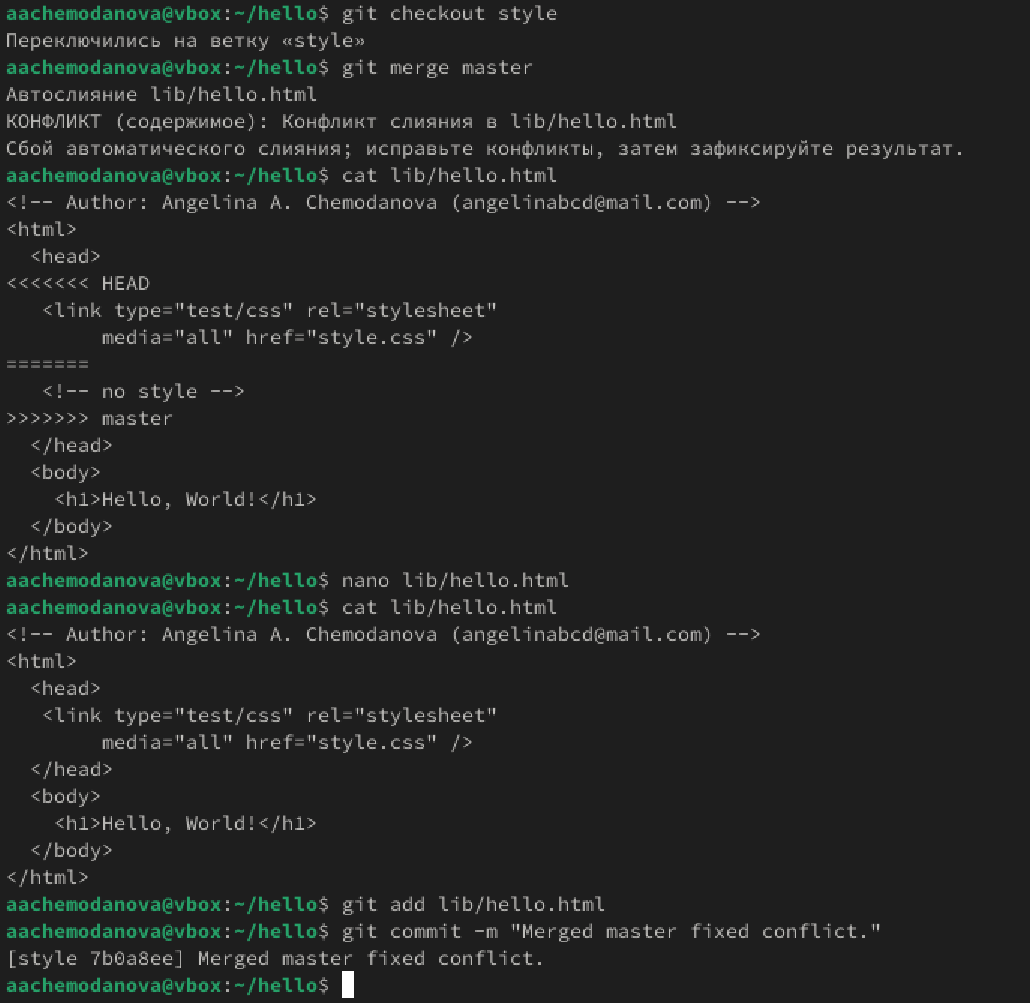 aachemodanova@vbox:~/hello$ git checkout style
Переключились на ветку «style»
aachemodanova@vbox:~/hello$ git merge master
Автослияние lib/hello.html
КОНФЛИКТ (содержимое): Конфликт слияния в lib/hello.html
Сбой автоматического слияния; исправьте конфликты, затем зафиксируйте результат.
aachemodanova@vbox:~/hello$ cat lib/hello.html
<!-- Author: Angelina A. Chemodanova (angelinabcd@mail.com) -->
<html>
  <head>
<<<<<<< HEAD
   <link type="test/css" rel="stylesheet"
        media="all" href="style.css" />
=======
   <!-- no style -->
>>>>>>> master
  </head>
  <body>
    <h1>Hello, World!</h1>
  </body>
</html>
aachemodanova@vbox:~/hello$ nano lib/hello.html
aachemodanova@vbox:~/hello$ cat lib/hello.html
<!-- Author: Angelina A. Chemodanova (angelinabcd@mail.com) -->
<html>
  <head>
   <link type="test/css" rel="stylesheet"
        media="all" href="style.css" />
  </head>
  <body>
    <h1>Hello, World!</h1>
  </body>
</html>
aachemodanova@vbox:~/hello$ git add lib/hello.html
aachemodanova@vbox:~/hello$ git commit -m "Merged master fixed conflict."
[style 7b0a8ee] Merged master fixed conflict.
aachemodanova@vbox:~/hello$